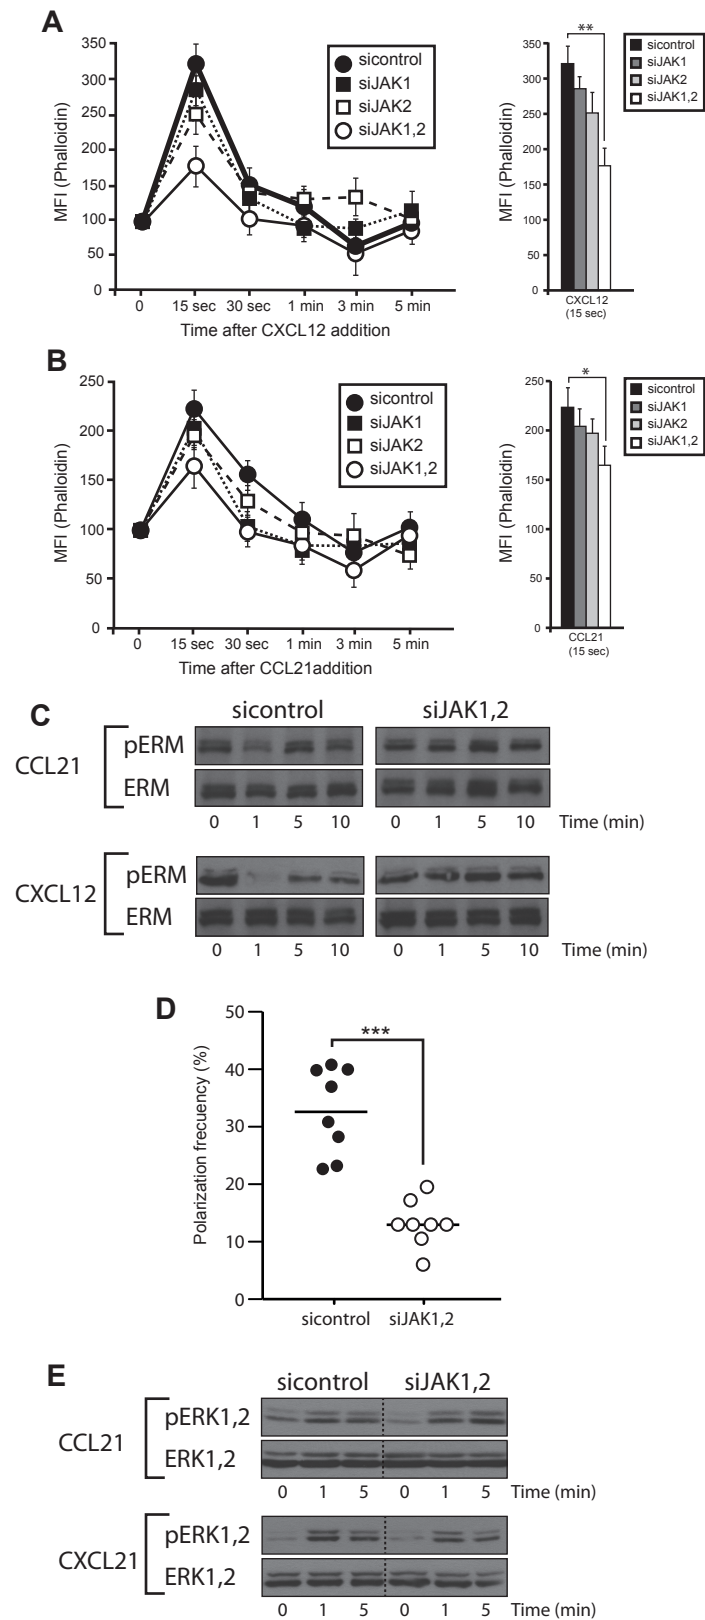 A
350
300
250
200
150
100
50
0
MFI (Phalloidin)
sicontrol
siJAK1
siJAK2
siJAK1,2
0 15 sec 30 sec 1 min 3 min 5 min
Time after CXCL12 addition
**
350
300
250
200
150
100
50
0
MFI (Phalloidin)
sicontrol
siJAK1
siJAK2
siJAK1,2
CXCL12
(15 sec)
B
250
200
150
100
50
0
MFI (Phalloidin)
sicontrol
siJAK1
siJAK2
siJAK1,2
0 15 sec 30 sec 1 min 3 min 5 min
Time after CCL21addition
*
250
200
150
100
50
0
MFI (Phalloidin)
sicontrol
siJAK1
siJAK2
siJAK1,2
CCL21
(15 sec)
C
sicontrol siJAK1,2
CCL21
pERM
ERM
0 1 5 10 0 1 5 10 Time (min)
CXCL12
pERM
ERM
0 1 5 10 0 1 5 10 Time (min)
D
50
40
30
20
10
0
Polarization frecuency (%)
***
sicontrol siJAK1,2
E
sicontrol siJAK1,2
CCL21
pERK1,2
ERK1,2
0 1 5 0 1 5 Time (min)
CXCL21
pERK1,2
ERK1,2
0 1 5 0 1 5 Time (min)